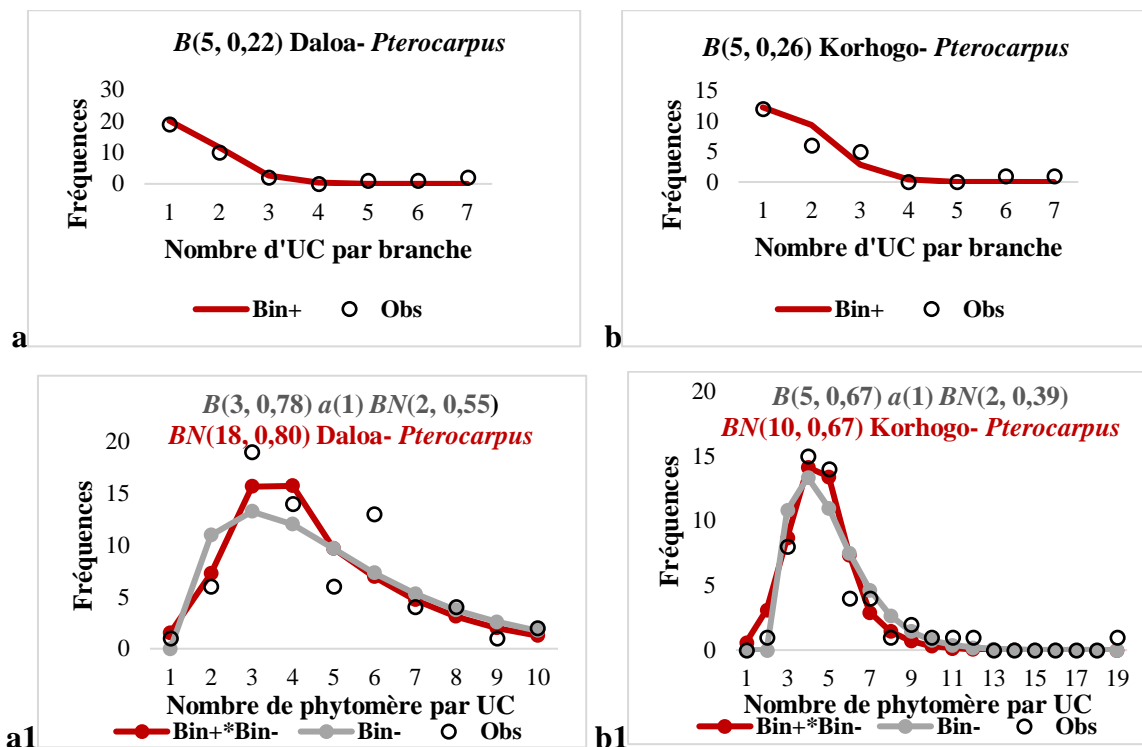 B(5, 0,22) Daloa- Pterocarpus
Fréquences
30
20
10
0
1 2 3 4 5 6 7
Nombre d'UC par branche
Bin+ Obs
a
B(5, 0,26) Korhogo- Pterocarpus
Fréquences
15
10
5
0
1 2 3 4 5 6 7
Nombre d'UC par branche
Bin+ Obs
b
B(3, 0,78) a(1) BN(2, 0,55)
BN(18, 0,80) Daloa- Pterocarpus
Fréquences
20
15
10
5
0
1 2 3 4 5 6 7 8 9 10
Nombre de phytomère par UC
Bin+*Bin- Bin- Obs
a1
B(5, 0,67) a(1) BN(2, 0,39)
BN(10, 0,67) Korhogo- Pterocarpus
Fréquences
20
15
10
5
0
1 3 5 7 9 11 13 15 17 19
Nombre de phytomère par UC
Bin+*Bin- Bin- Obs
b1